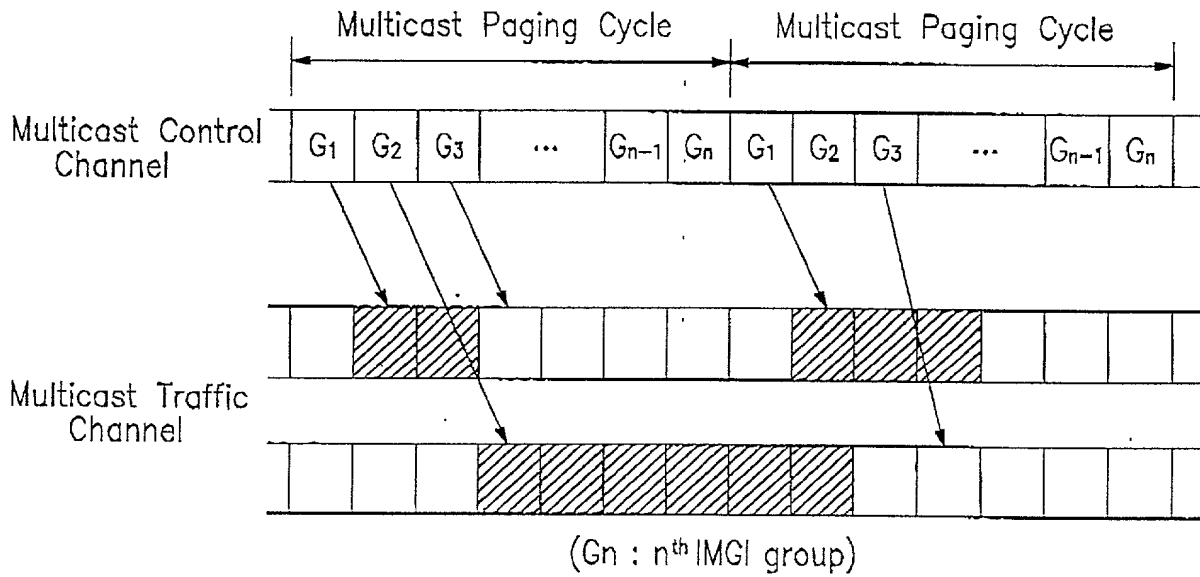 Multicast Paging Cycle Multicast Paging Cycle
Multicast Control
Channel
G1 G2 G3 ... Gn-1 Gn G1 G2 G3 ... Gn-1 Gn
Multicast Traffic
Channel
(Gn : nth IMGI group)